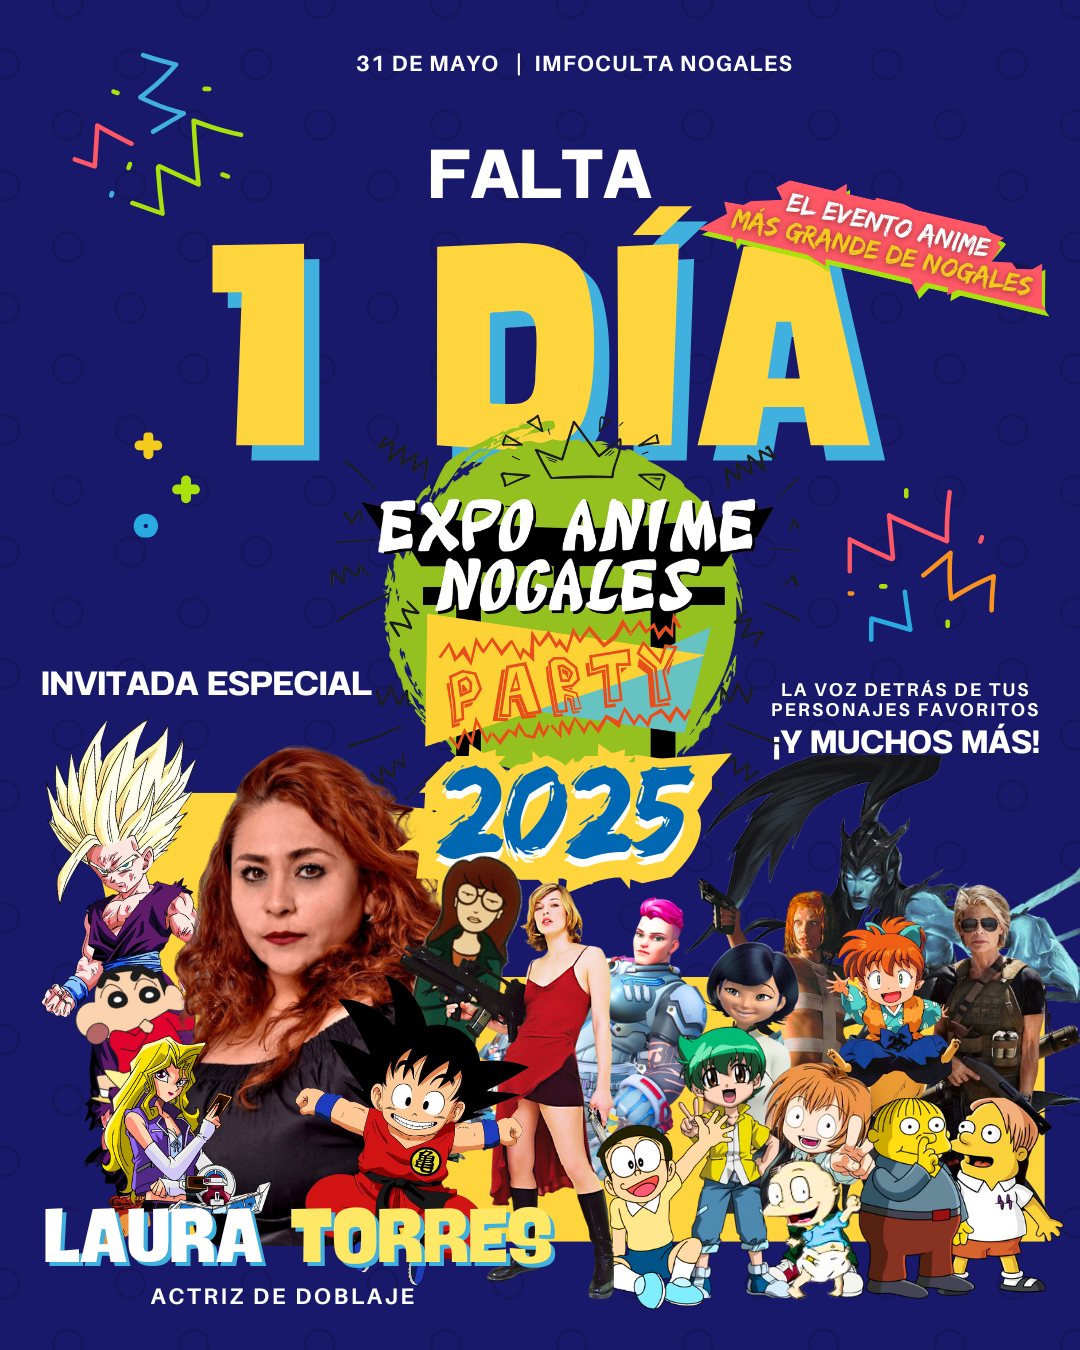 31 DE MAYO | IMFOCULTA NOGALES
FALTA
1 DÍA
EL EVENTO ANIME
MÁS GRANDE DE NOGALES
EXPO ANIME
NOGALES
PARTY
2025
INVITADA ESPECIAL
LA VOZ DETRÁS DE TUS
PERSONAJES FAVORITOS
¡Y MUCHOS MÁS!
LAURA TORRES
ACTRIZ DE DOBLAJE